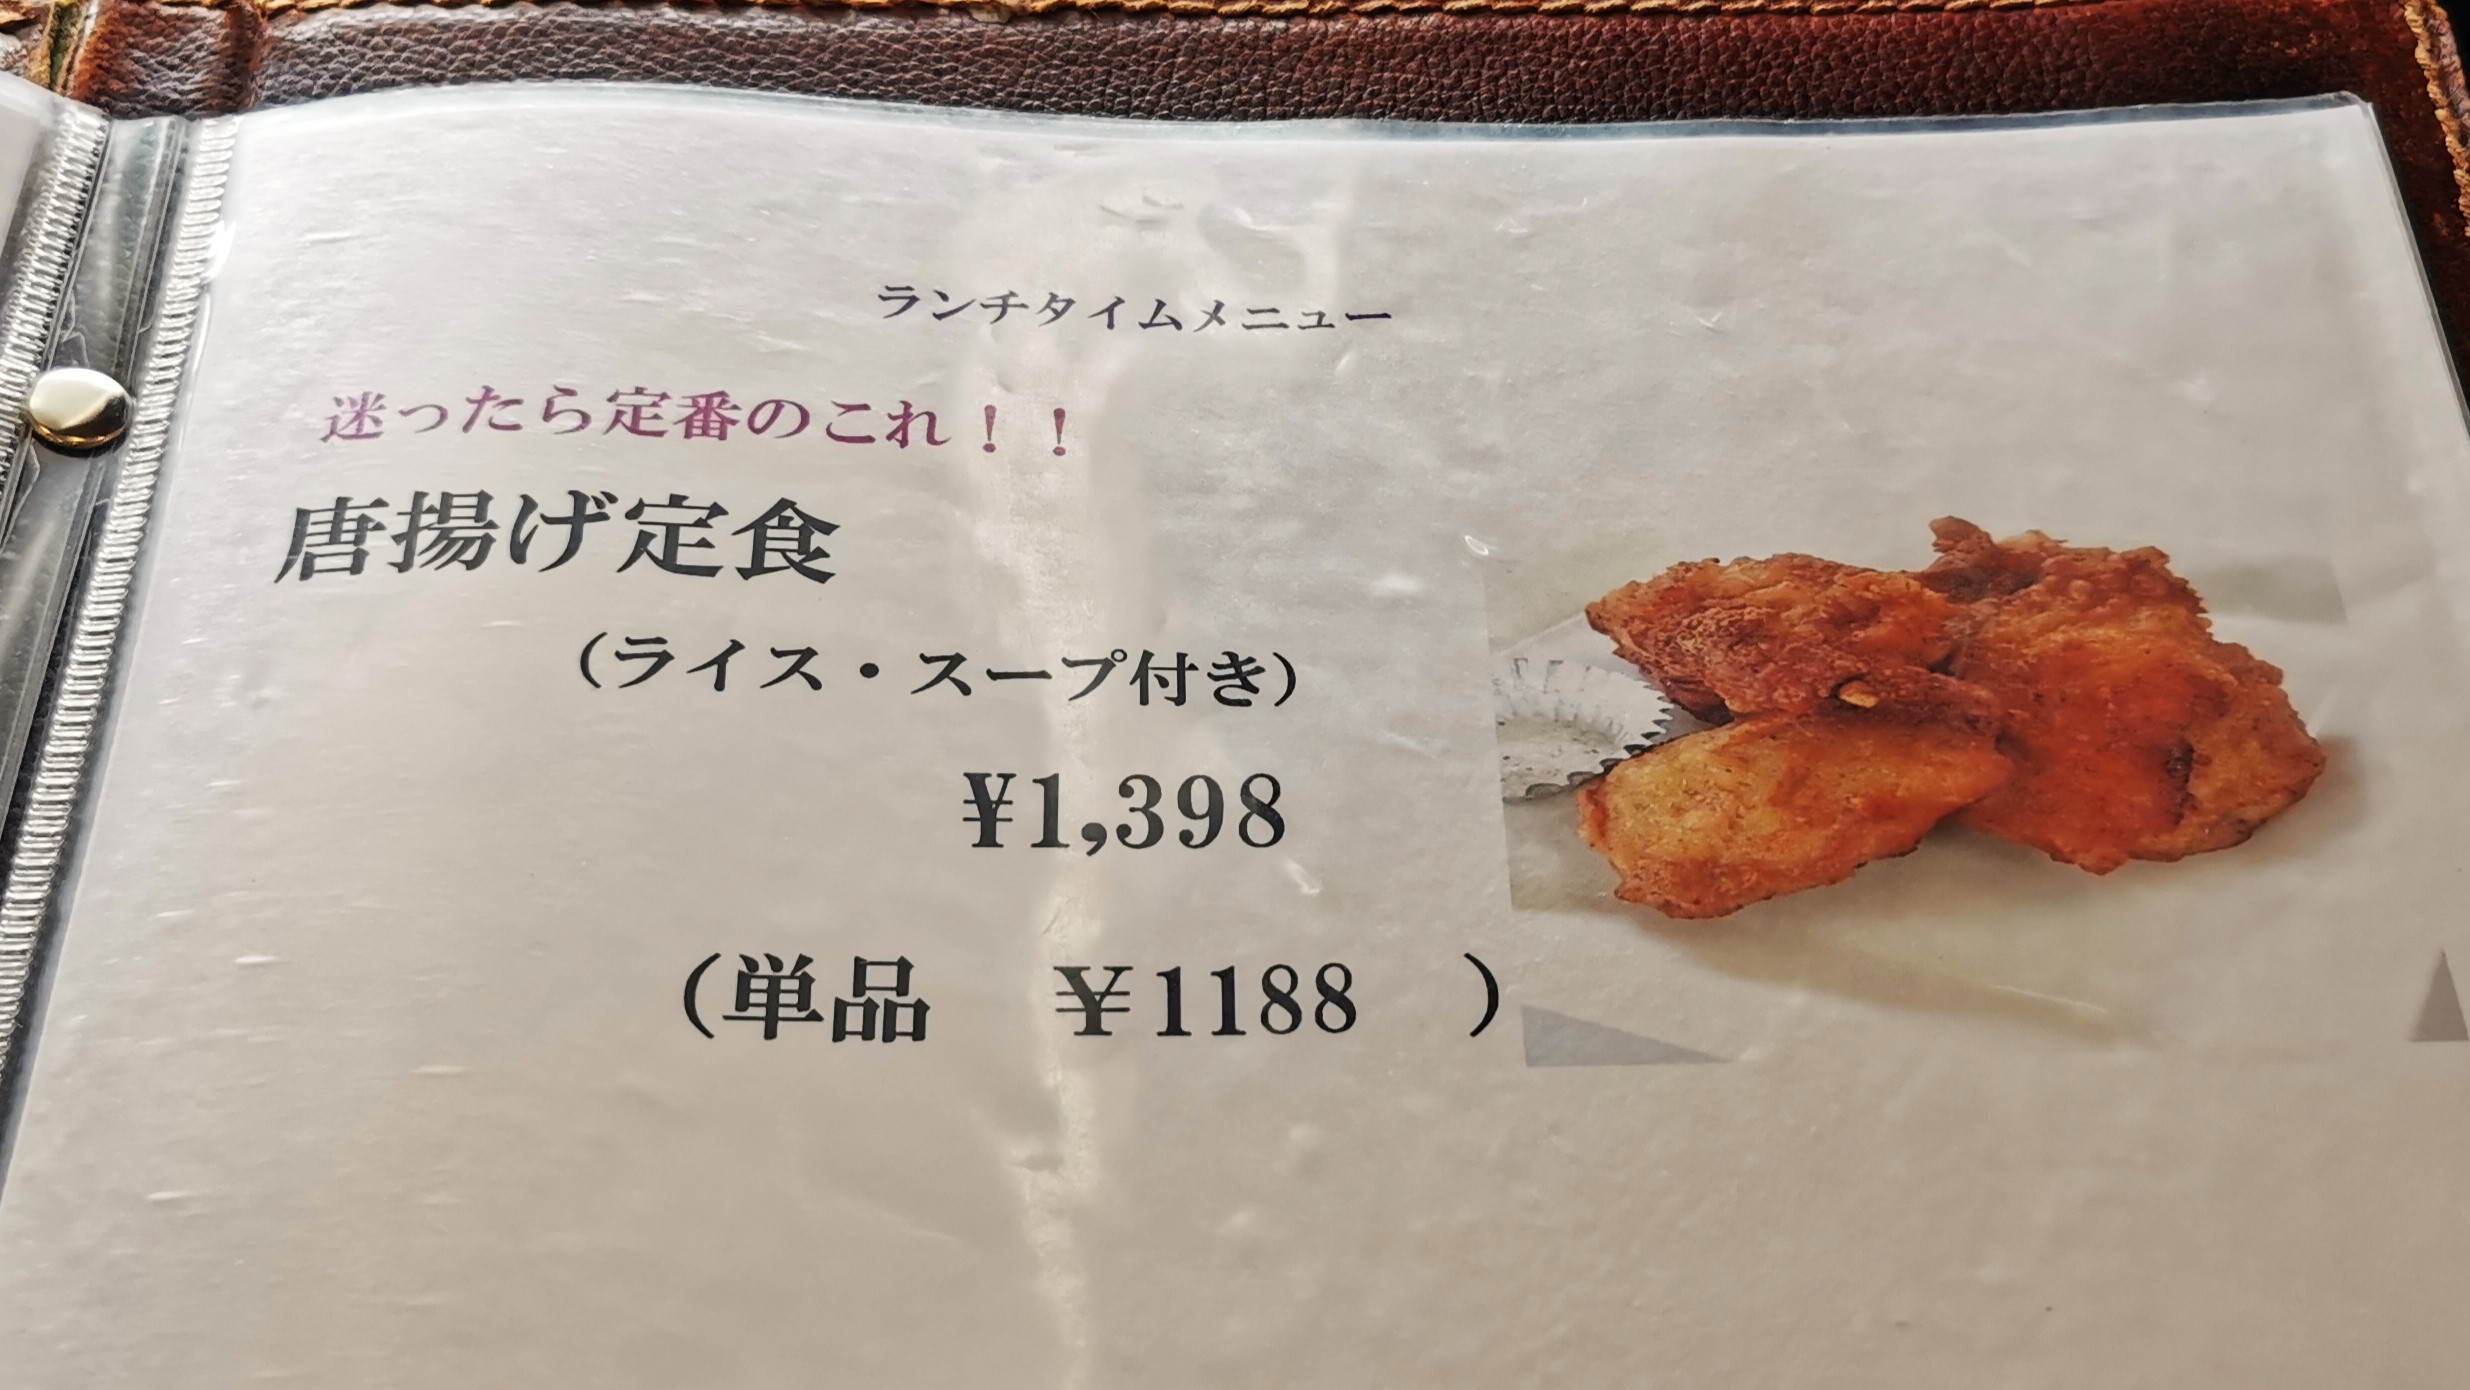 ランチタイムメニュー
迷ったら定番のこれ！！
唐揚げ定食
（ライス・スープ付き）
¥1,398
（単品　￥1188　）